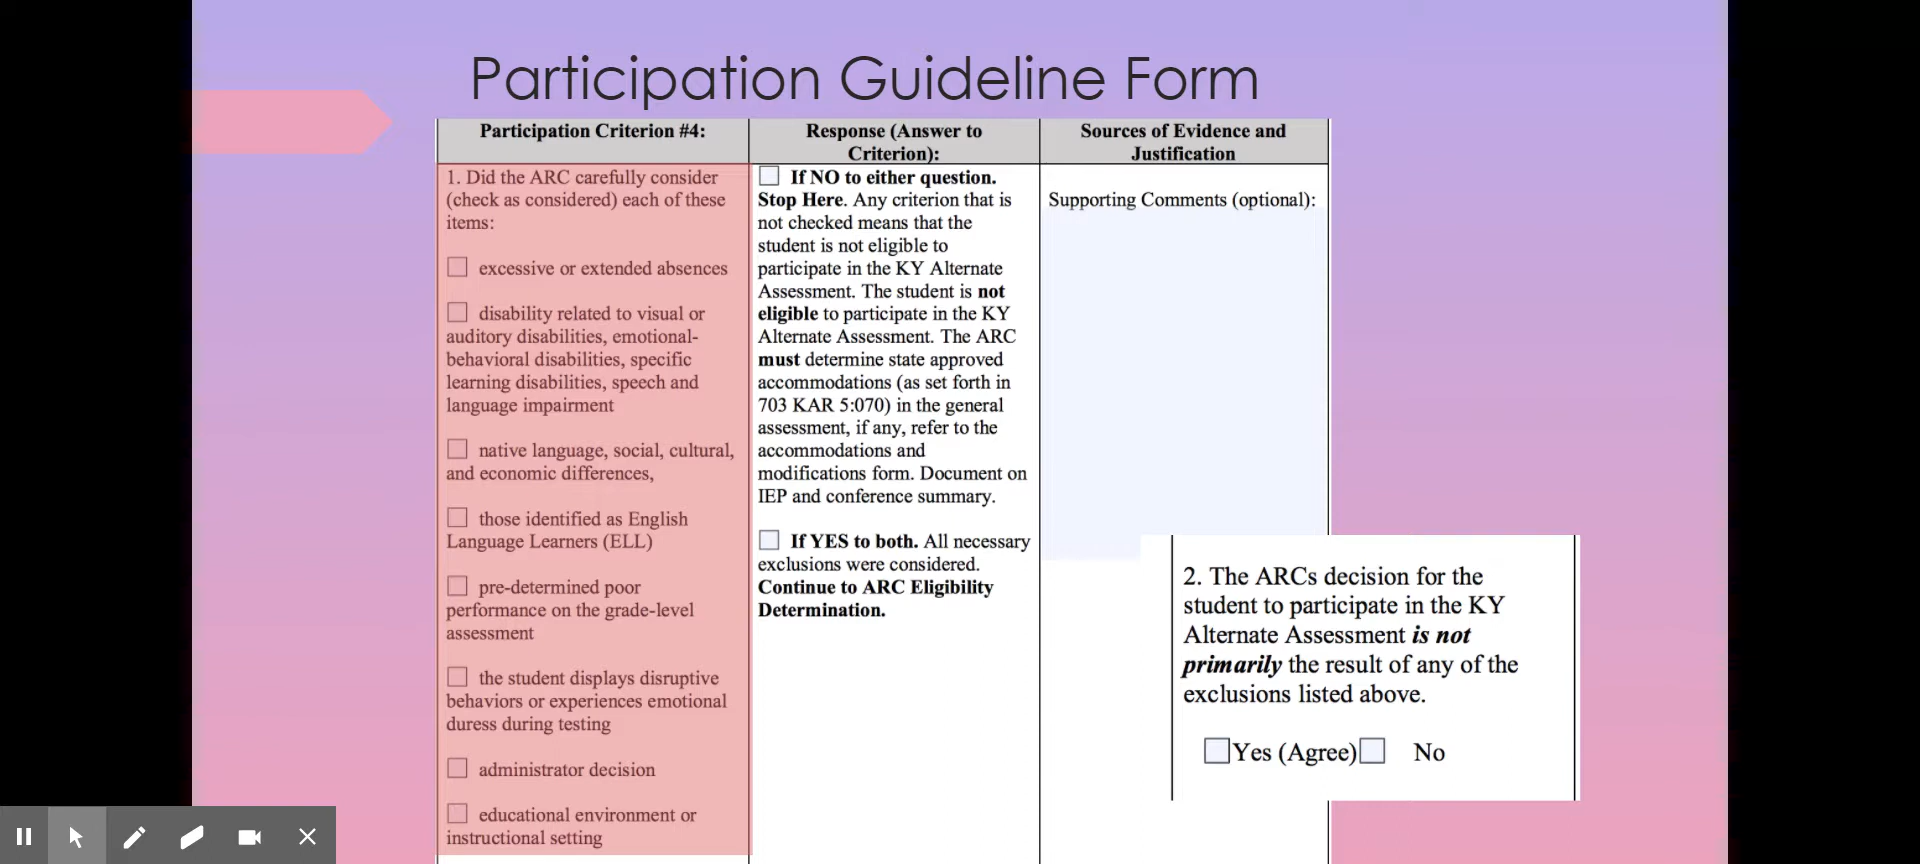 Participation Guideline Form
Participation Criterion #4:
1. Did the ARC carefully consider
(check as considered) each of these
items:
excessive or extended absences
disability related to visual or
auditory disabilities, emotional-
behavioral disabilities, specific
learning disabilities, speech and
language impairment
native language, social, cultural,
and economic differences,
those identified as English
Language Learners (ELL)
pre-determined poor
performance on the grade-level
assessment
the student displays disruptive
behaviors or experiences emotional
duress during testing
administrator decision
educational environment or
instructional setting
Response (Answer to
Criterion):
If NO to either question.
Stop Here. Any criterion that is
not checked means that the
student is not eligible to
participate in the KY Alternate
Assessment. The student is not
eligible to participate in the KY
Alternate Assessment. The ARC
must determine state approved
accommodations (as set forth in
703 KAR 5:070) in the general
assessment, if any, refer to the
accommodations and
modifications form. Document on
IEP and conference summary.
If YES to both. All necessary
exclusions were considered.
Continue to ARC Eligibility
Determination.
Sources of Evidence and
Justification
Supporting Comments (optional):
2. The ARCs decision for the
student to participate in the KY
Alternate Assessment is not
primarily the result of any of the
exclusions listed above.
Yes (Agree) No